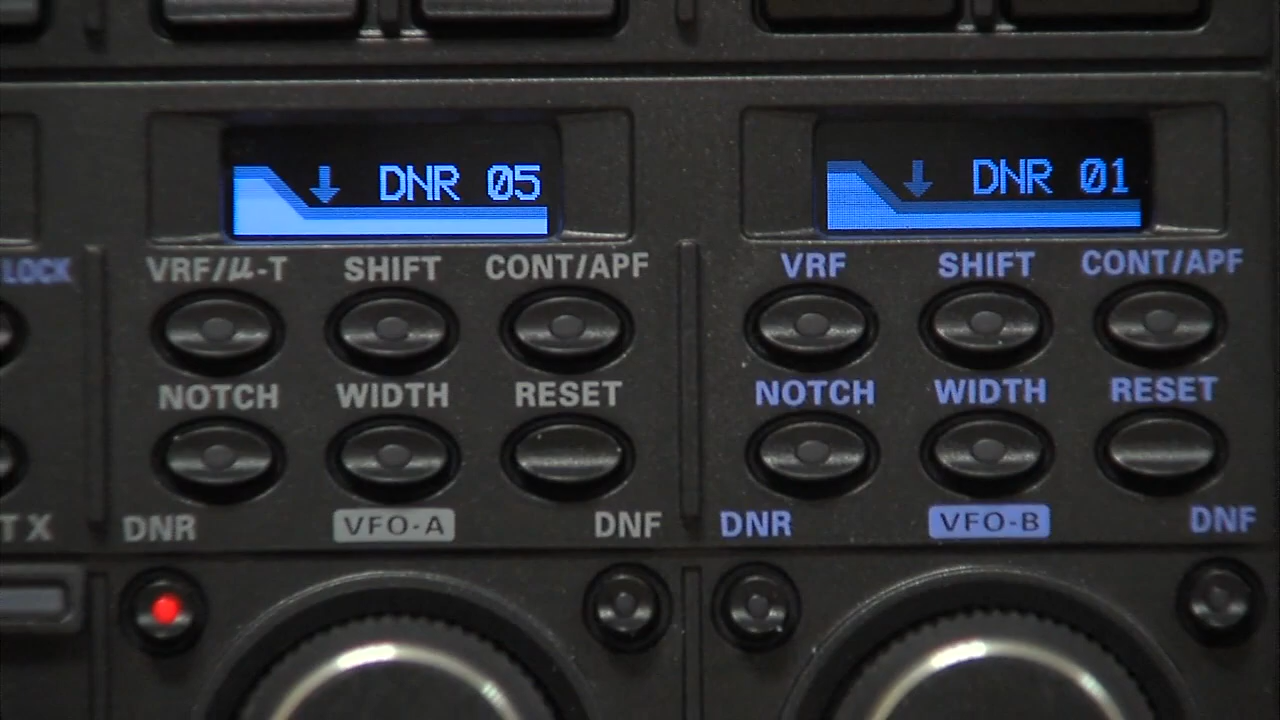 DNR 05
DNR 01
LOCK
VRF/μ-T SHIFT CONT/APF
VRF SHIFT CONT/APF
NOTCH WIDTH RESET
NOTCH WIDTH RESET
TX
DNR VFO-A DNF
DNR VFO-B DNF